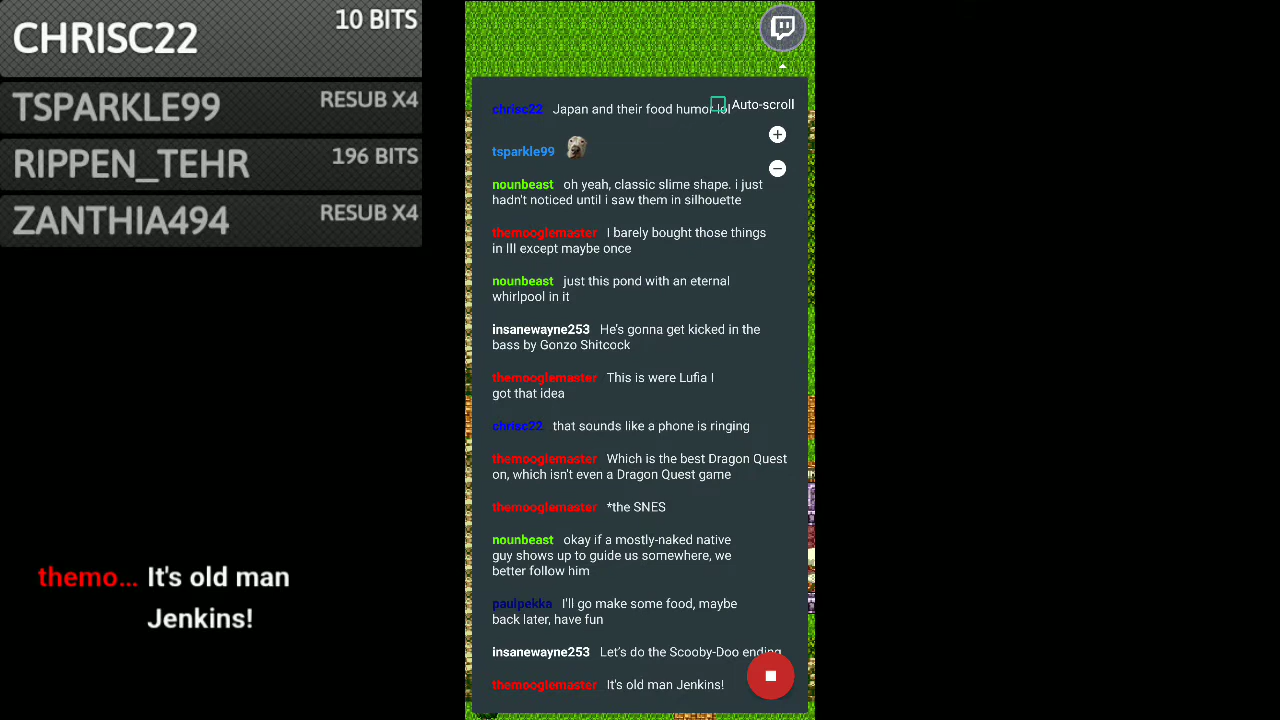 CHRISC22 10 BITS
TSPARKLE99 RESUB X4
RIPPEN_TEHR 196 BITS
ZANTHIA494 RESUB X4
themo… It's old man
Jenkins!
chrisc22 Japan and their food humor lol
Auto-scroll
tsparkle99
nounbeast oh yeah, classic slime shape. i just
hadn't noticed until i saw them in silhouette
themooglemaster I barely bought those things
in III except maybe once
nounbeast just this pond with an eternal
whirlpool in it
insanewayne253 He's gonna get kicked in the
bass by Gonzo Shitcock
themooglemaster This is were Lufia I
got that idea
chrisc22 that sounds like a phone is ringing
themooglemaster Which is the best Dragon Quest
on, which isn't even a Dragon Quest game
themooglemaster *the SNES
nounbeast okay if a mostly-naked native
guy shows up to guide us somewhere, we
better follow him
paulpekka I'll go make some food, maybe
back later, have fun
insanewayne253 Let's do the Scooby-Doo ending
themooglemaster It's old man Jenkins!